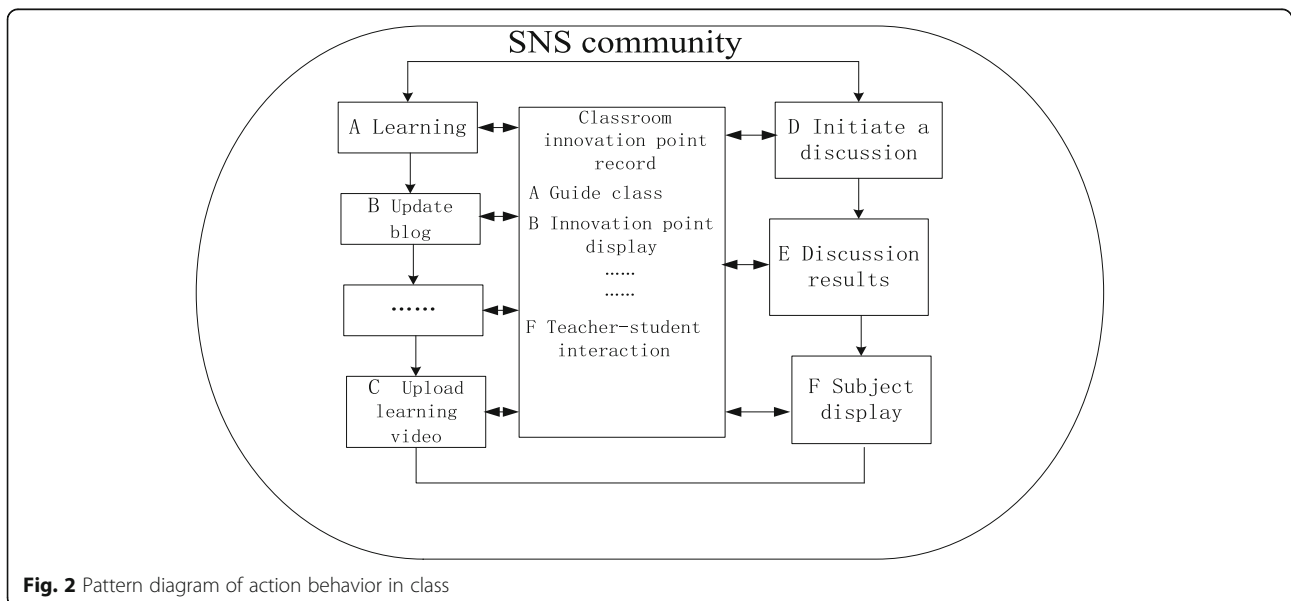 SNS community
A Learning
B Update
blog
……
C Upload
learning
video
Classroom
innovation point
record
A Guide class
B Innovation point
display
……
……
F Teacher-student
interaction
D Initiate a
discussion
E Discussion
results
F Subject
display
Fig. 2 Pattern diagram of action behavior in class